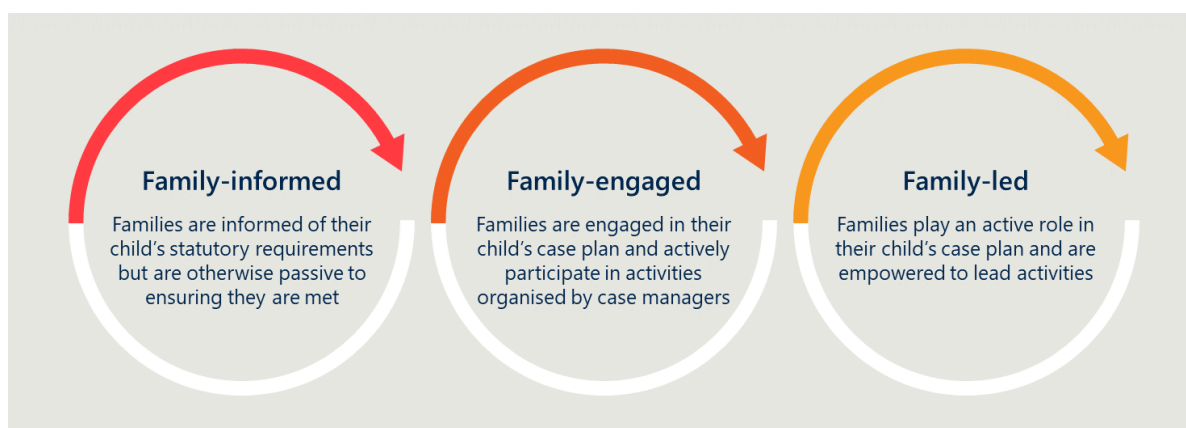 Family-informed
Families are informed of their
child’s statutory requirements
but are otherwise passive to
ensuring they are met
Family-engaged
Families are engaged in their
child’s case plan and actively
participate in activities
organised by case managers
Family-led
Families play an active role in
their child’s case plan and are
empowered to lead activities